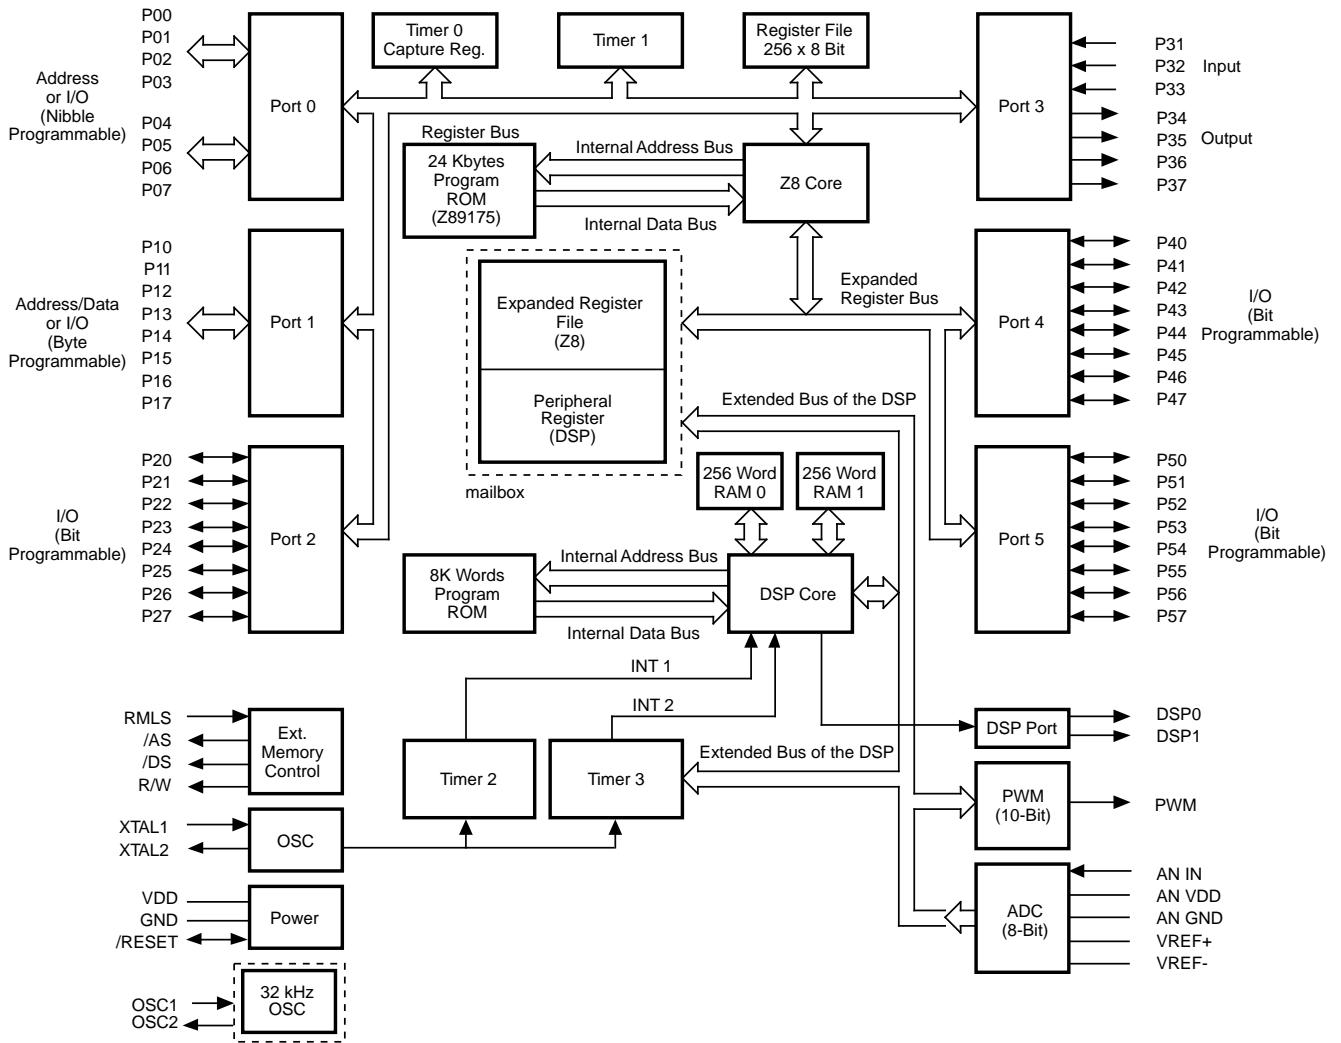 P00
P01
P02
P03
Address
or I/O
(Nibble
Programmable)
P04
P05
P06
P07
Port 0
Timer 0
Capture Reg.
Timer 1
Register File
256 x 8 Bit
Port 3
P31
P32
P33
Input
P34
P35
P36
P37
Output
Register Bus
24 Kbytes
Program
ROM
(Z89175)
Internal Address Bus
Internal Data Bus
Z8 Core
P10
P11
P12
P13
P14
P15
P16
P17
Address/Data
or I/O
(Byte
Programmable)
Port 1
Expanded Register
File
(Z8)
Peripheral
Register
(DSP)
mailbox
Expanded
Register Bus
Port 4
P40
P41
P42
P43
P44
P45
P46
P47
I/O
(Bit
Programmable)
Extended Bus of the DSP
P20
P21
P22
P23
P24
P25
P26
P27
I/O
(Bit
Programmable)
Port 2
256 Word
RAM 0
256 Word
RAM 1
8K Words
Program
ROM
Internal Address Bus
Internal Data Bus
DSP Core
Port 5
P50
P51
P52
P53
P54
P55
P56
P57
I/O
(Bit
Programmable)
INT 1
INT 2
RMLS
/AS
/DS
R/W
Ext.
Memory
Control
Timer 2
Timer 3
Extended Bus of the DSP
DSP Port
DSP0
DSP1
PWM
(10-Bit)
PWM
XTAL1
XTAL2
OSC
VDD
GND
/RESET
Power
ADC
(8-Bit)
AN IN
AN VDD
AN GND
VREF+
VREF-
OSC1
OSC2
32 kHz
OSC